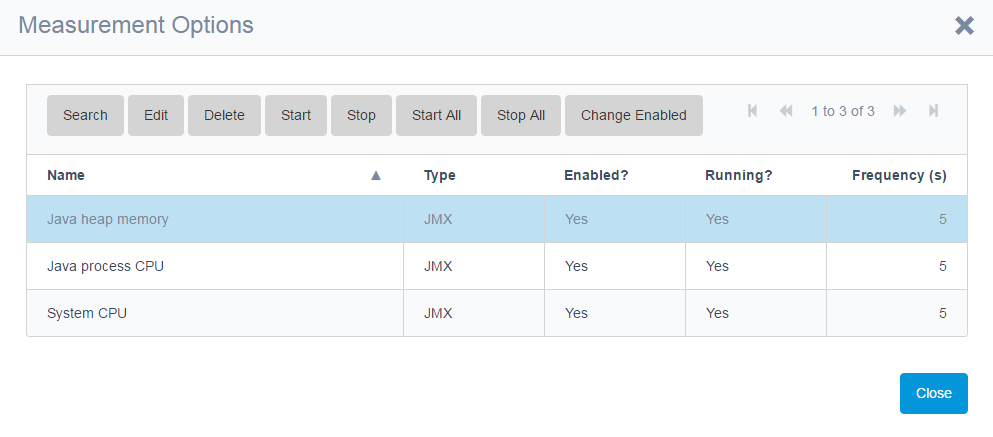 Measurement Options
Search Edit Delete Start Stop Start All Stop All Change Enabled 1 to 3 of 3
Name Type Enabled? Running? Frequency (s)
Java heap memory JMX Yes Yes 5
Java process CPU JMX Yes Yes 5
System CPU JMX Yes Yes 5
Close